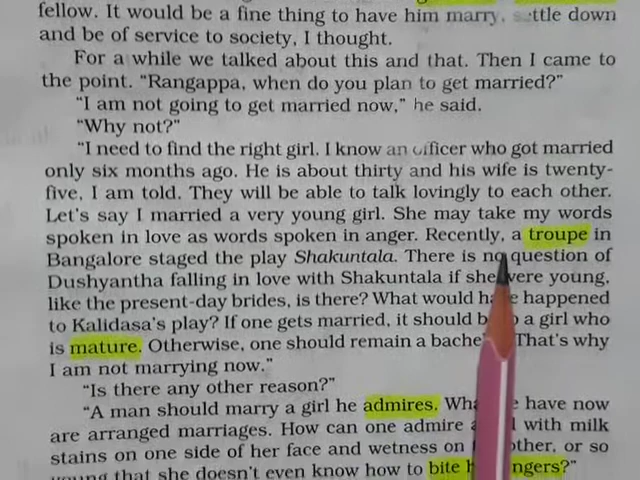 fellow. It would be a fine thing to have him marry, settle down
and be of service to society, I thought.
For a while we talked about this and that. Then I came to
the point. “Rangappa, when do you plan to get married?”
“I am not going to get married now,” he said.
“Why not?”
“I need to find the right girl. I know an officer who got married
only six months ago. He is about thirty and his wife is twenty-
five, I am told. They will be able to talk lovingly to each other.
Let’s say I married a very young girl. She may take my words
spoken in love as words spoken in anger. Recently, a troupe in
Bangalore staged the play Shakuntala. There is no question of
Dushyantha falling in love with Shakuntala if she were young,
like the present-day brides, is there? What would have happened
to Kalidasa’s play? If one gets married, it should be to a girl who
is mature. Otherwise, one should remain a That’s why
I am not marrying now.”
“Is there any other reason?”
“A man should marry a girl he admires. have now
are arranged marriages. How can one admire with milk
stains on one side of her face and wetness on other, or so
young that she doesn’t even know how to bite